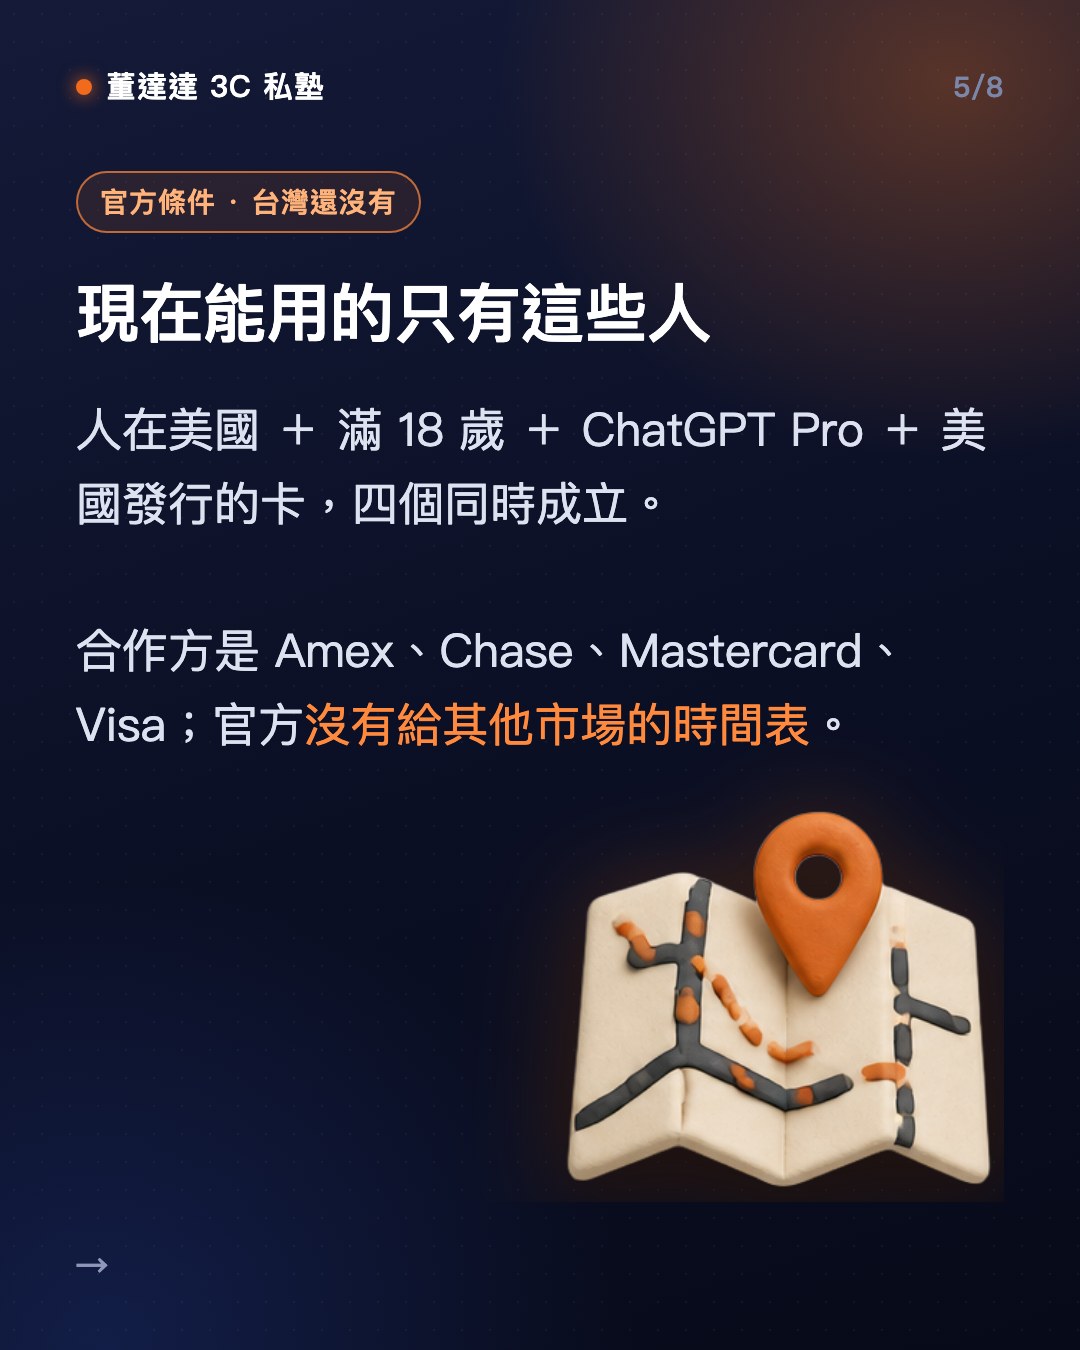 董達達 3C 私塾
5/8
官方條件 · 台灣還沒有
現在能用的只有這些人
人在美國 ＋ 滿 18 歲 ＋ ChatGPT Pro ＋ 美
國發行的卡，四個同時成立。
合作方是 Amex、Chase、Mastercard、
Visa；官方沒有給其他市場的時間表。
→